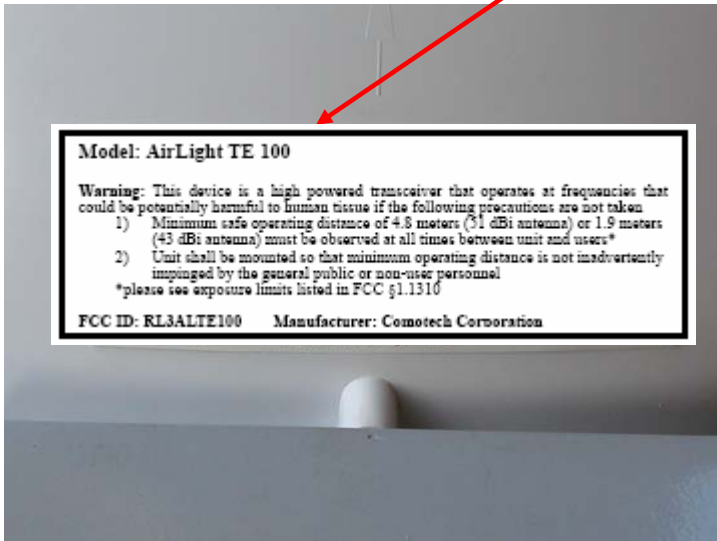 Model: AirLight TE 100
Warning: This device is a high powered transceiver that operates at frequencies that
could be potentially harmful to human tissue if the following precautions are not taken
1) Minimum safe operating distance of 4.8 meters (51 dBi antenna) or 1.9 meters
(43 dBi antenna) must be observed at all times between unit and users*
2) Unit shall be mounted so that minimum operating distance is not inadvertently
impinged by the general public or non-user personnel
*please see exposure limits listed in FCC §1.1310
FCC ID: RL3ALTE100 Manufacturer: Comotech Corporation